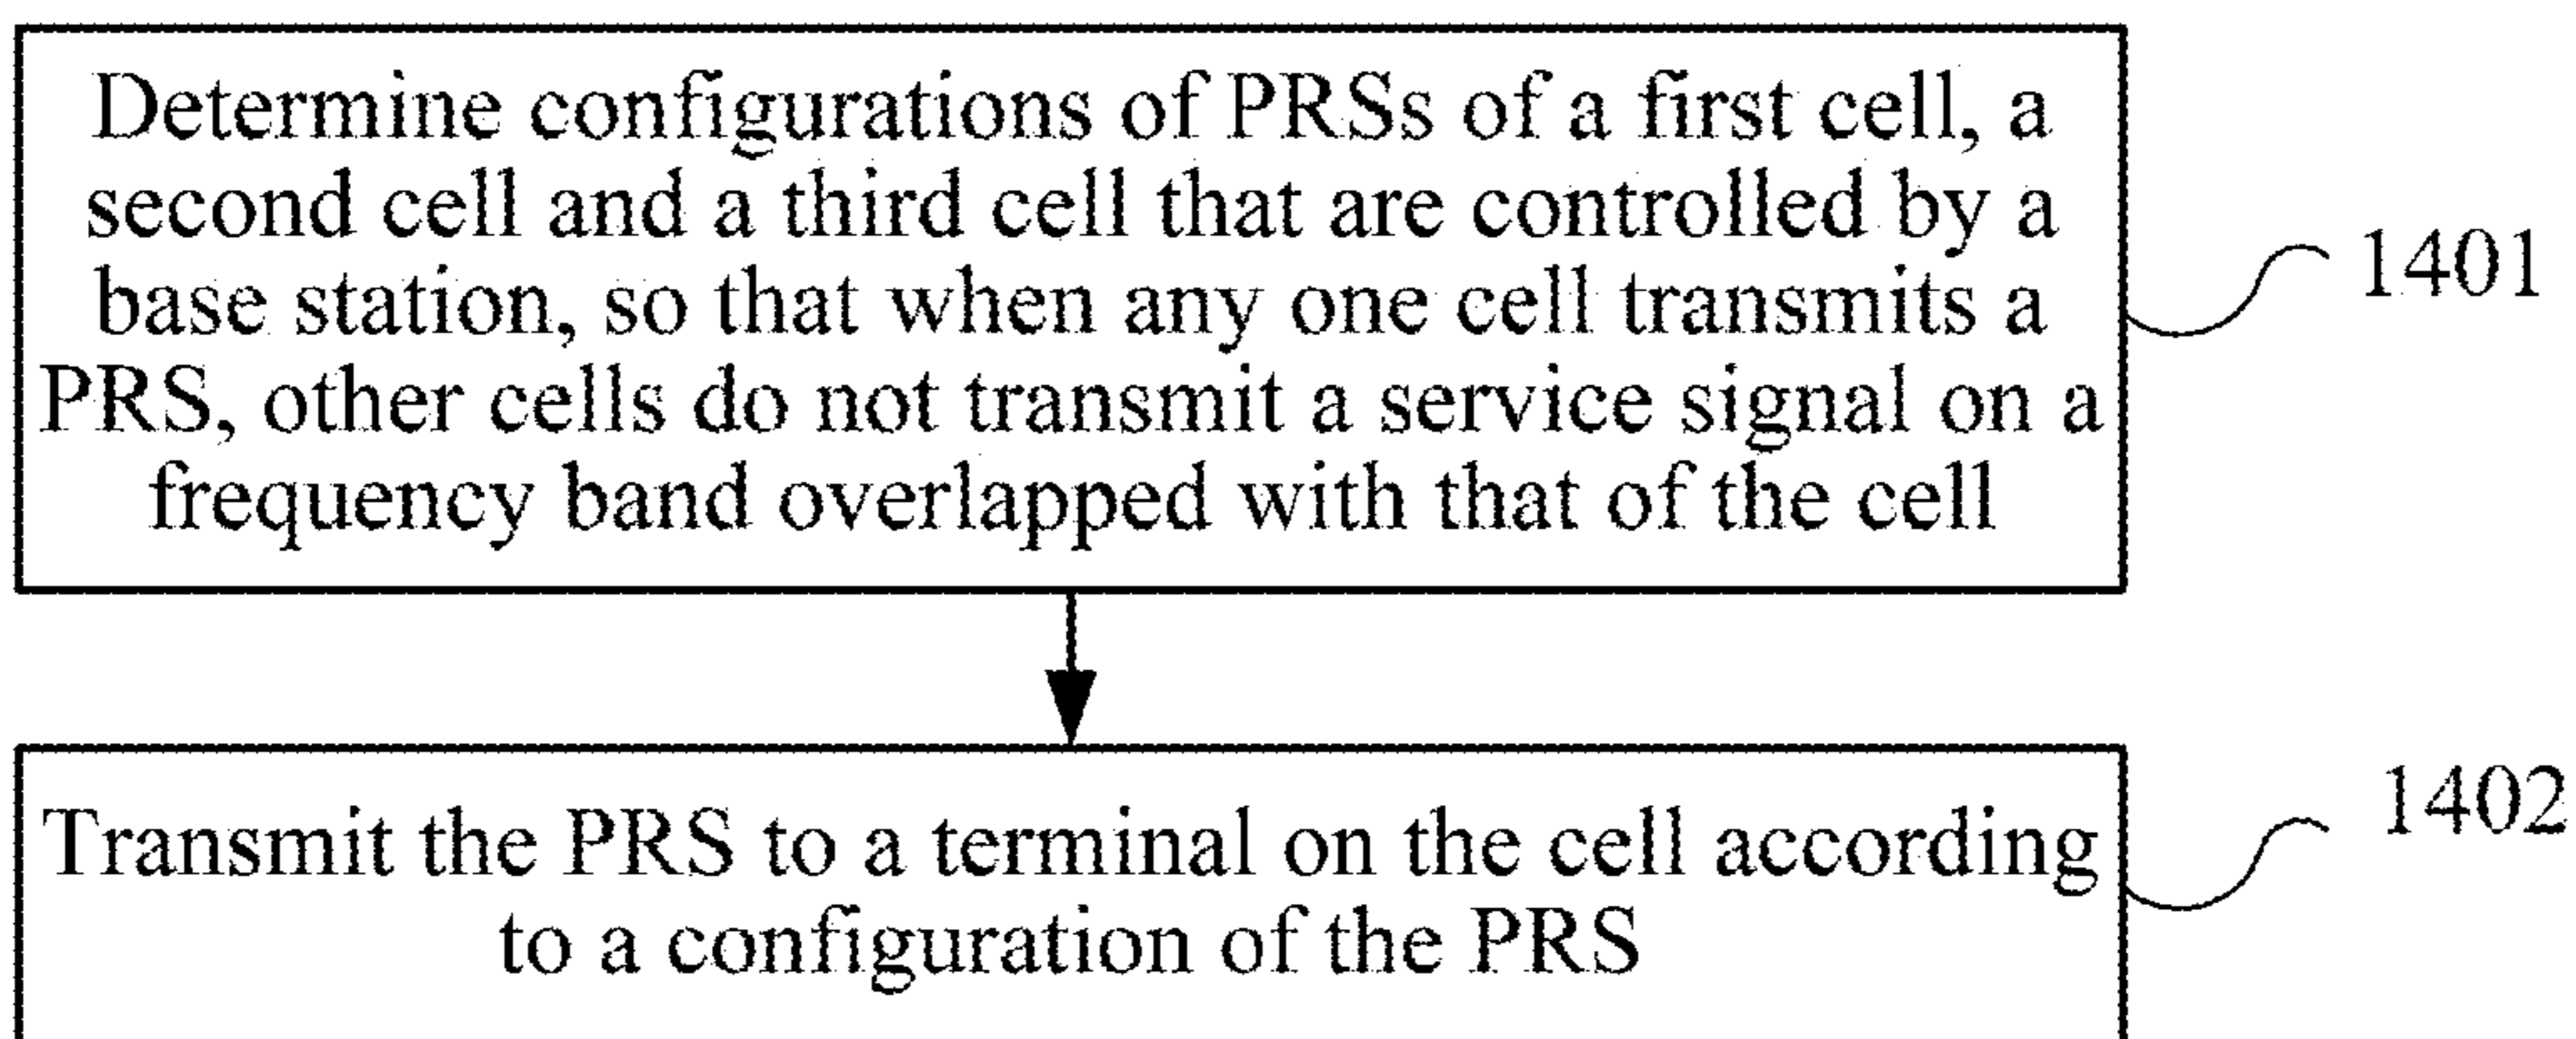 Determine configurations of PRSs of a first cell, a
second cell and a third cell that are controlled by a
base station, so that when any one cell transmits a
PRS, other cells do not transmit a service signal on a
frequency band overlapped with that of the cell
1401
Transmit the PRS to a terminal on the cell according
to a configuration of the PRS
1402